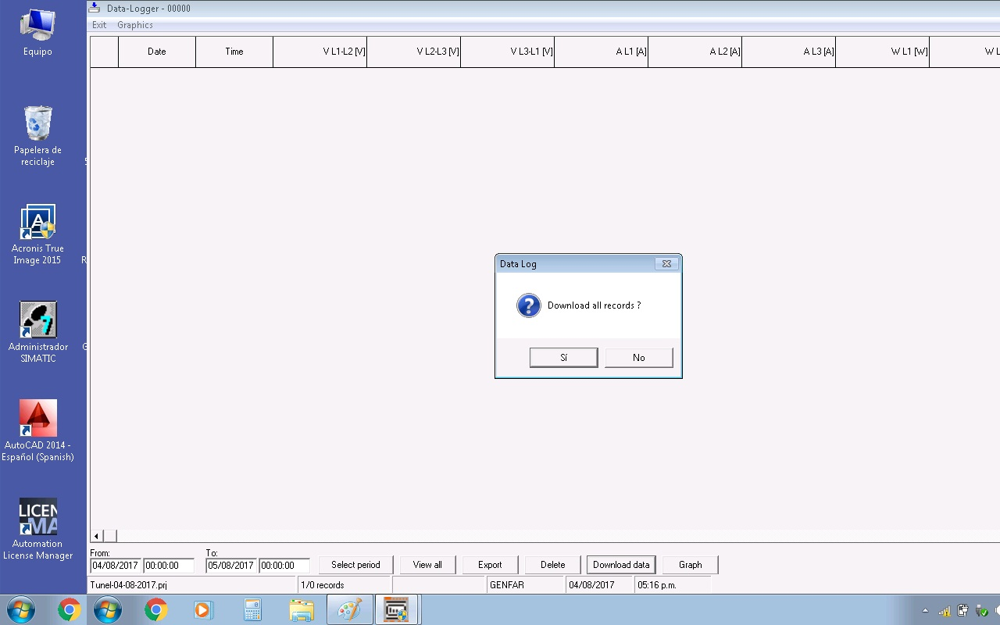 Data-Logger - 00000
Exit Graphics
Date Time V L1-L2 [V] V L2-L3 [V] V L3-L1 [V] A L1 [A] A L2 [A] A L3 [A] W L1 [W] W L
Equipo
Papelera de
reciclaje
Acronis True
Image 2015
Administrador
SIMATIC
AutoCAD 2014 -
Español (Spanish)
LICEN
MA
Automation
License Manager
Data Log
Download all records ?
Sí No
From: To:
04/08/2017 00:00:00 05/08/2017 00:00:00 Select period View all Export Delete Download data Graph
Tunel-04-08-2017.prj 1/0 records GENFAR 04/08/2017 05:16 p.m.